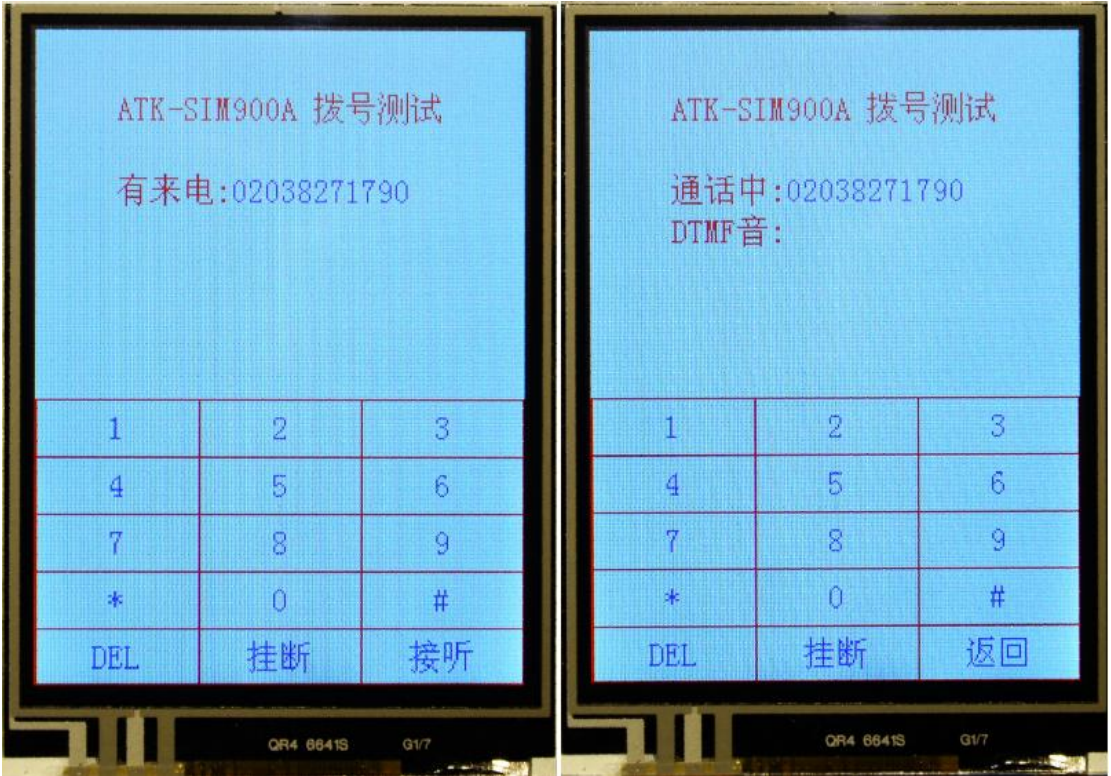 ATK-SIM900A 拨号测试
有来电:02038271790
1 2 3
4 5 6
7 8 9
* 0 #
DEL 挂断 接听
QR4 6641S G1/7
ATK-SIM900A 拨号测试
通话中:02038271790
DTMF音:
1 2 3
4 5 6
7 8 9
* 0 #
DEL 挂断 返回
QR4 6641S G1/7